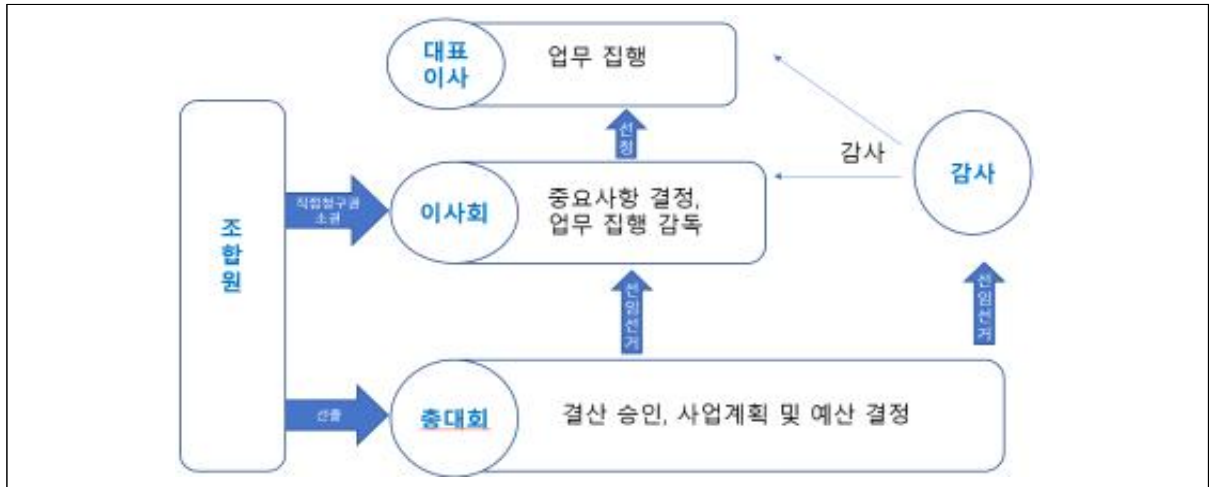 대표
이사
업무 집행
선정
감사
감사
조합원
직접청구권
소권
이사회
중요사항 결정,
업무 집행 감독
선임선거
선임선거
선출
총대회
결산 승인, 사업계획 및 예산 결정